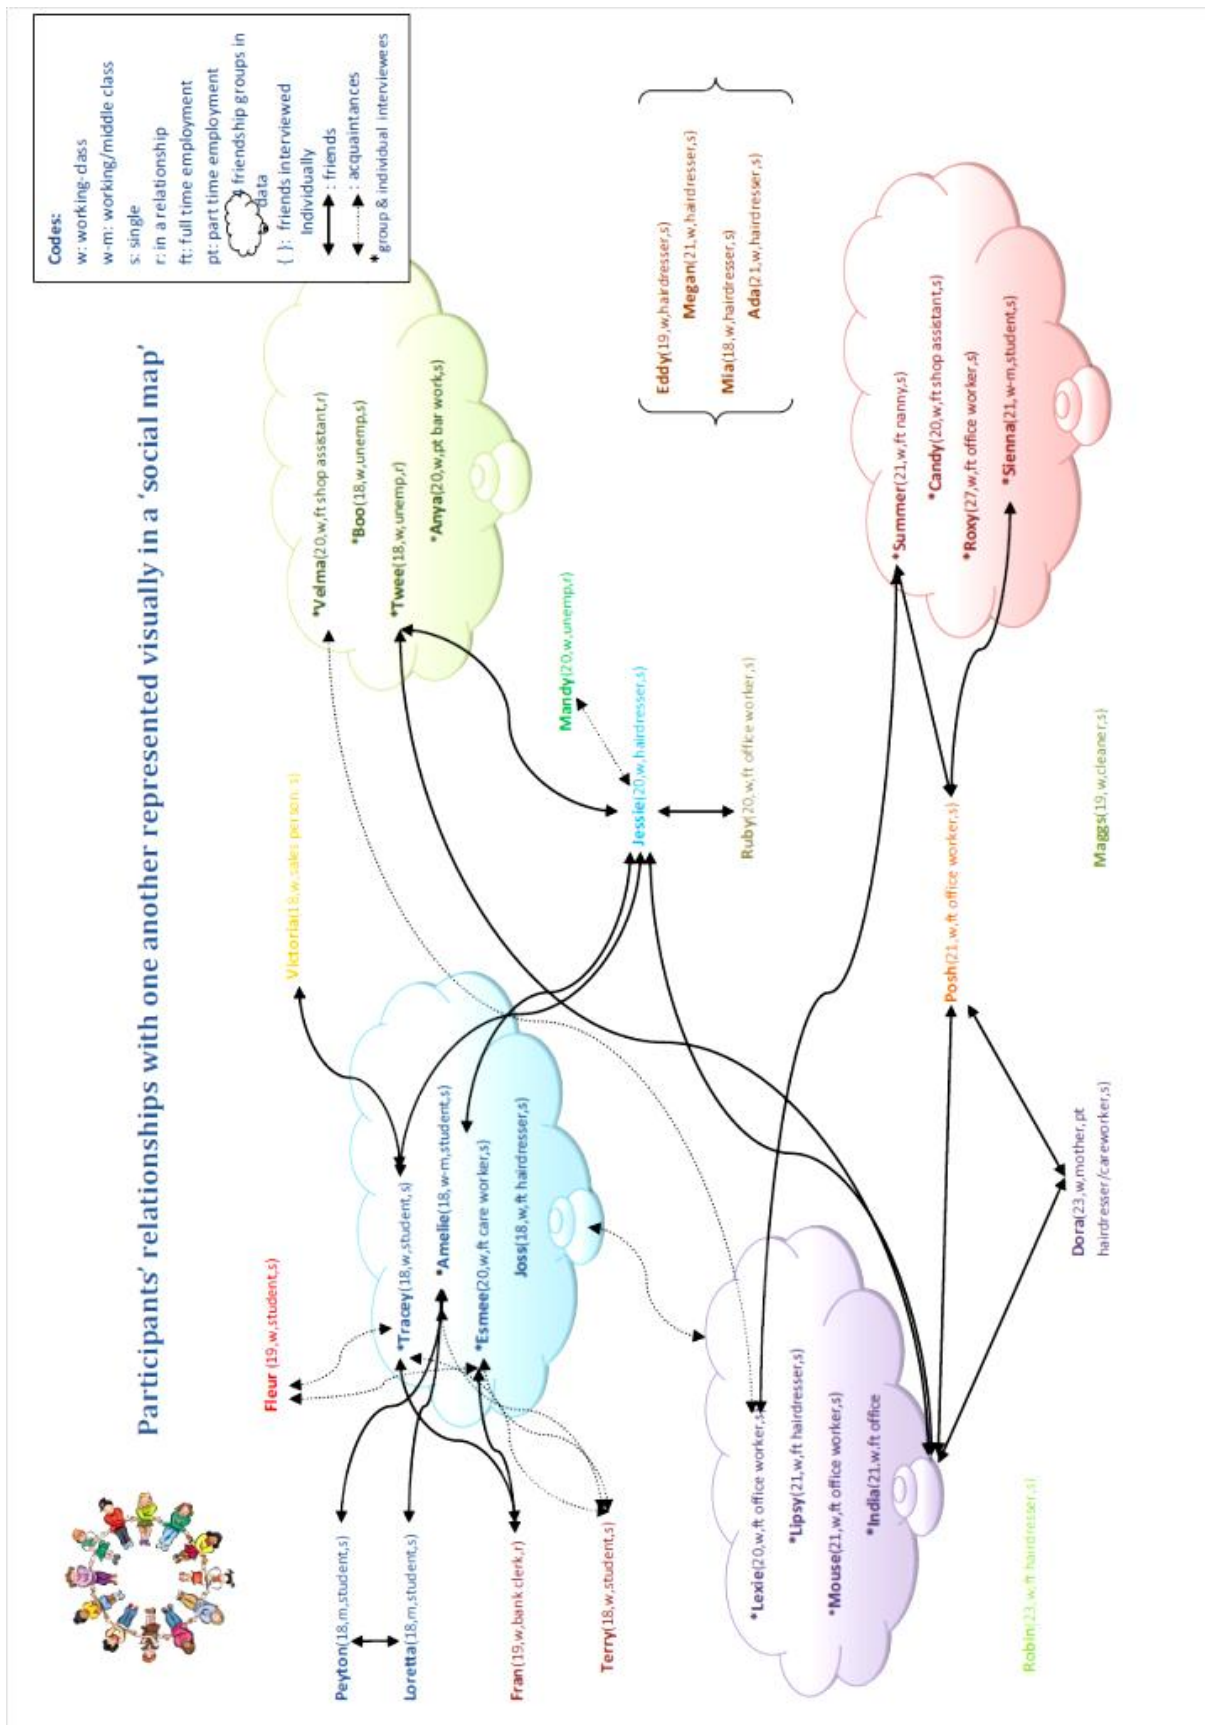 Participants’ relationships with one another represented visually in a ‘social map’
Codes:
w: working-class
w-m: working/middle class
s: single
r: in a relationship
ft: full time employment
pt: part time employment
4 friendship groups in
data
{ }: friends interviewed
Individually
: friends
: acquaintances
* group & individual interviewees
Peyton(18,m,student,s)
Loretta(18,m,student,s)
Fran(19,w,bank clerk,r)
Terry(18,w,student,s)
Fleur (19,w,student,s)
*Tracey(18,w,student,s)
*Amelie(18,w-m,student,s)
*Esmee(20,w,ft care worker,s)
Joss(18,w,ft hairdresser,s)
Victoria(18,w,sales person,s)
*Velma(20,w,ft shop assistant,r)
*Boo(18,w,unemp,s)
*Twee(18,w,unemp,r)
*Anya(20,w,pt bar work,s)
Mandy(20,w,unemp,r)
Jessie(20,w,hairdresser,s)
Ruby(20,w,ft office worker,s)
Eddy(19,w,hairdresser,s)
Megan(21,w,hairdresser,s)
Mia(18,w,hairdresser,s)
Ada(21,w,hairdresser,s)
*Lexie(20,w,ft office worker,s)
*Lipsy(21,w,ft hairdresser,s)
*Mouse(21,w,ft office worker,s)
*India(21.w.ft office
*Summer(21,w,ft nanny,s)
*Candy(20,w,ft shop assistant,s)
*Roxy(27,w,ft office worker,s)
*Sienna(21,w-m,student,s)
Posh(21,w,ft office worker,s)
Robin(23,w,ft hairdresser,s)
Dora(23,w,mother,pt
hairdresser/careworker,s)
Maggs(19,w,cleaner,s)